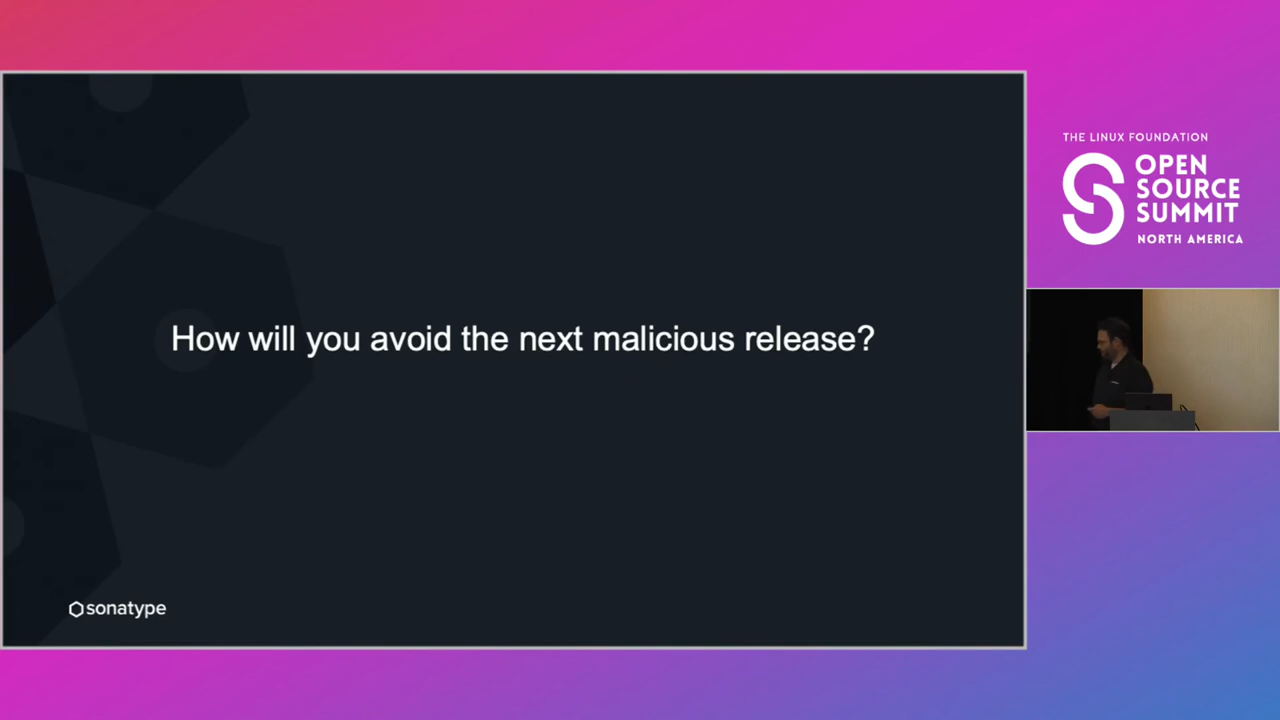 How will you avoid the next malicious release?
sonatype
THE LINUX FOUNDATION
OPEN
SOURCE
SUMMIT
NORTH AMERICA